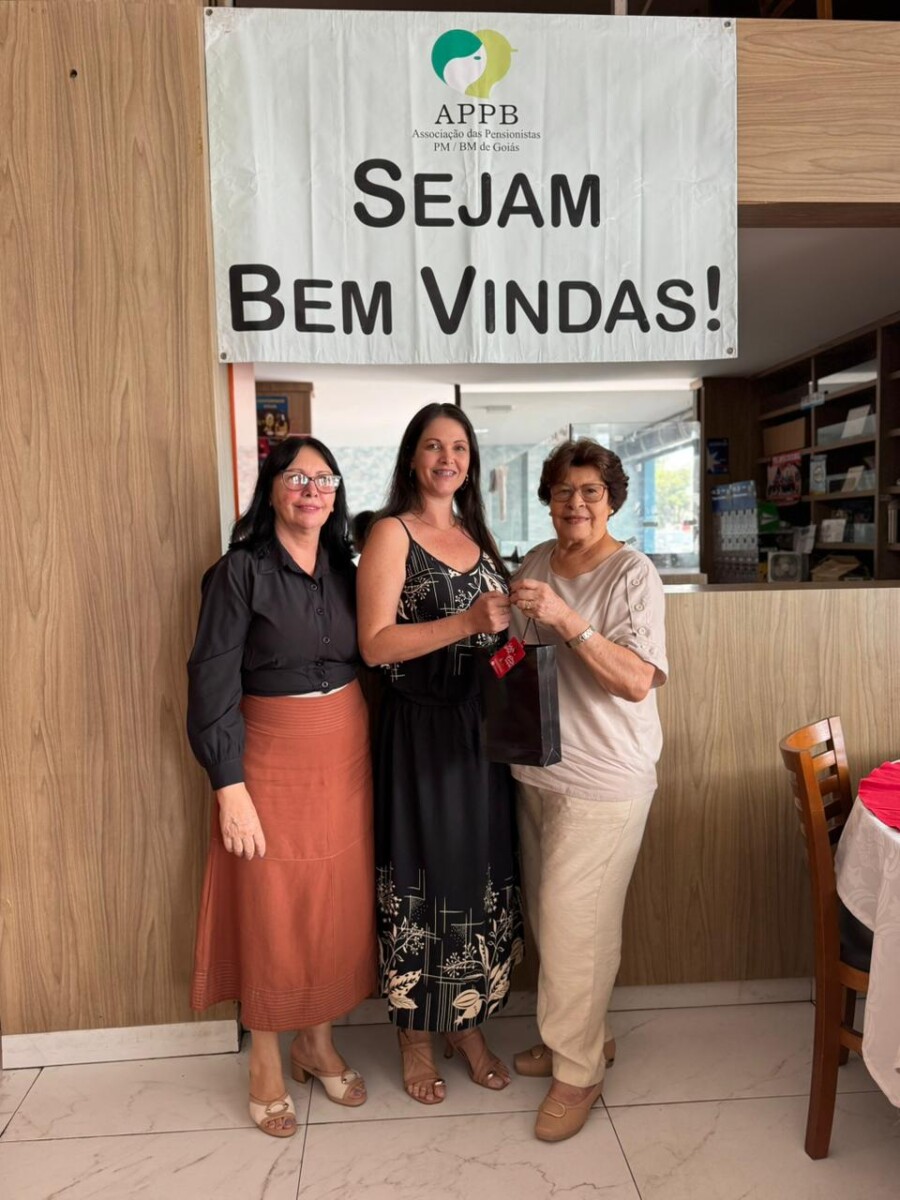 APPB
Associação das Pensionistas
PM / BM de Goiás
SEJAM
BEM VINDAS!